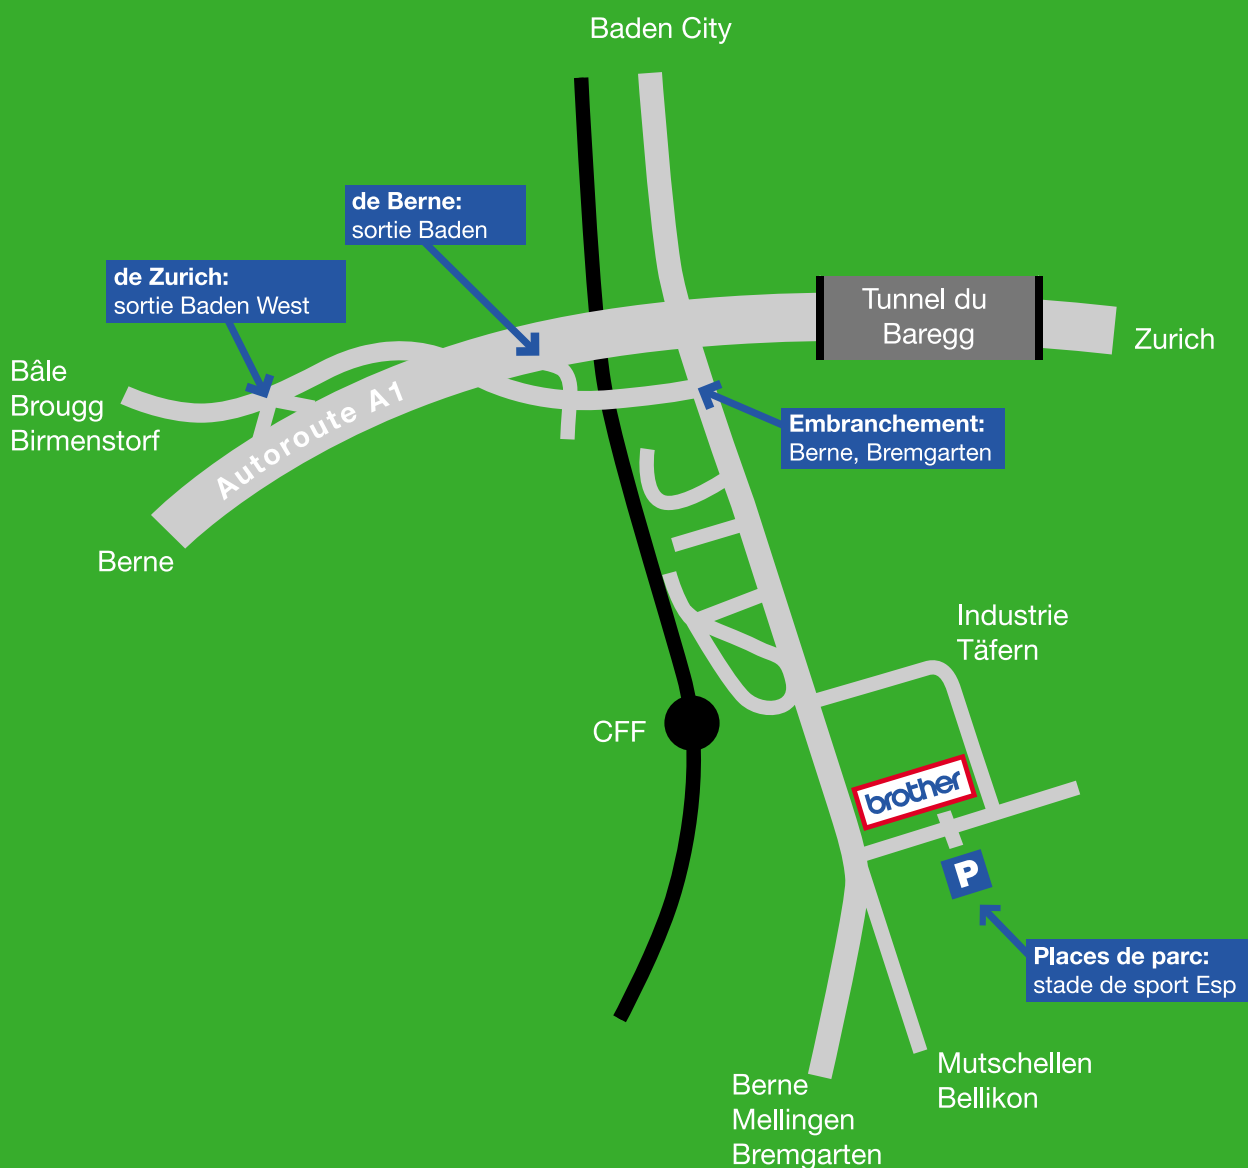 Baden City
de Berne:
sortie Baden
de Zurich:
sortie Baden West
Tunnel du
Baregg
Zurich
Bâle
Brougg
Birmenstorf
Autoroute A1
Embranchement:
Berne, Bremgarten
Berne
Industrie
Täfern
CFF
brother
P
Places de parc:
stade de sport Esp
Mutschellen
Bellikon
Berne
Mellingen
Bremgarten